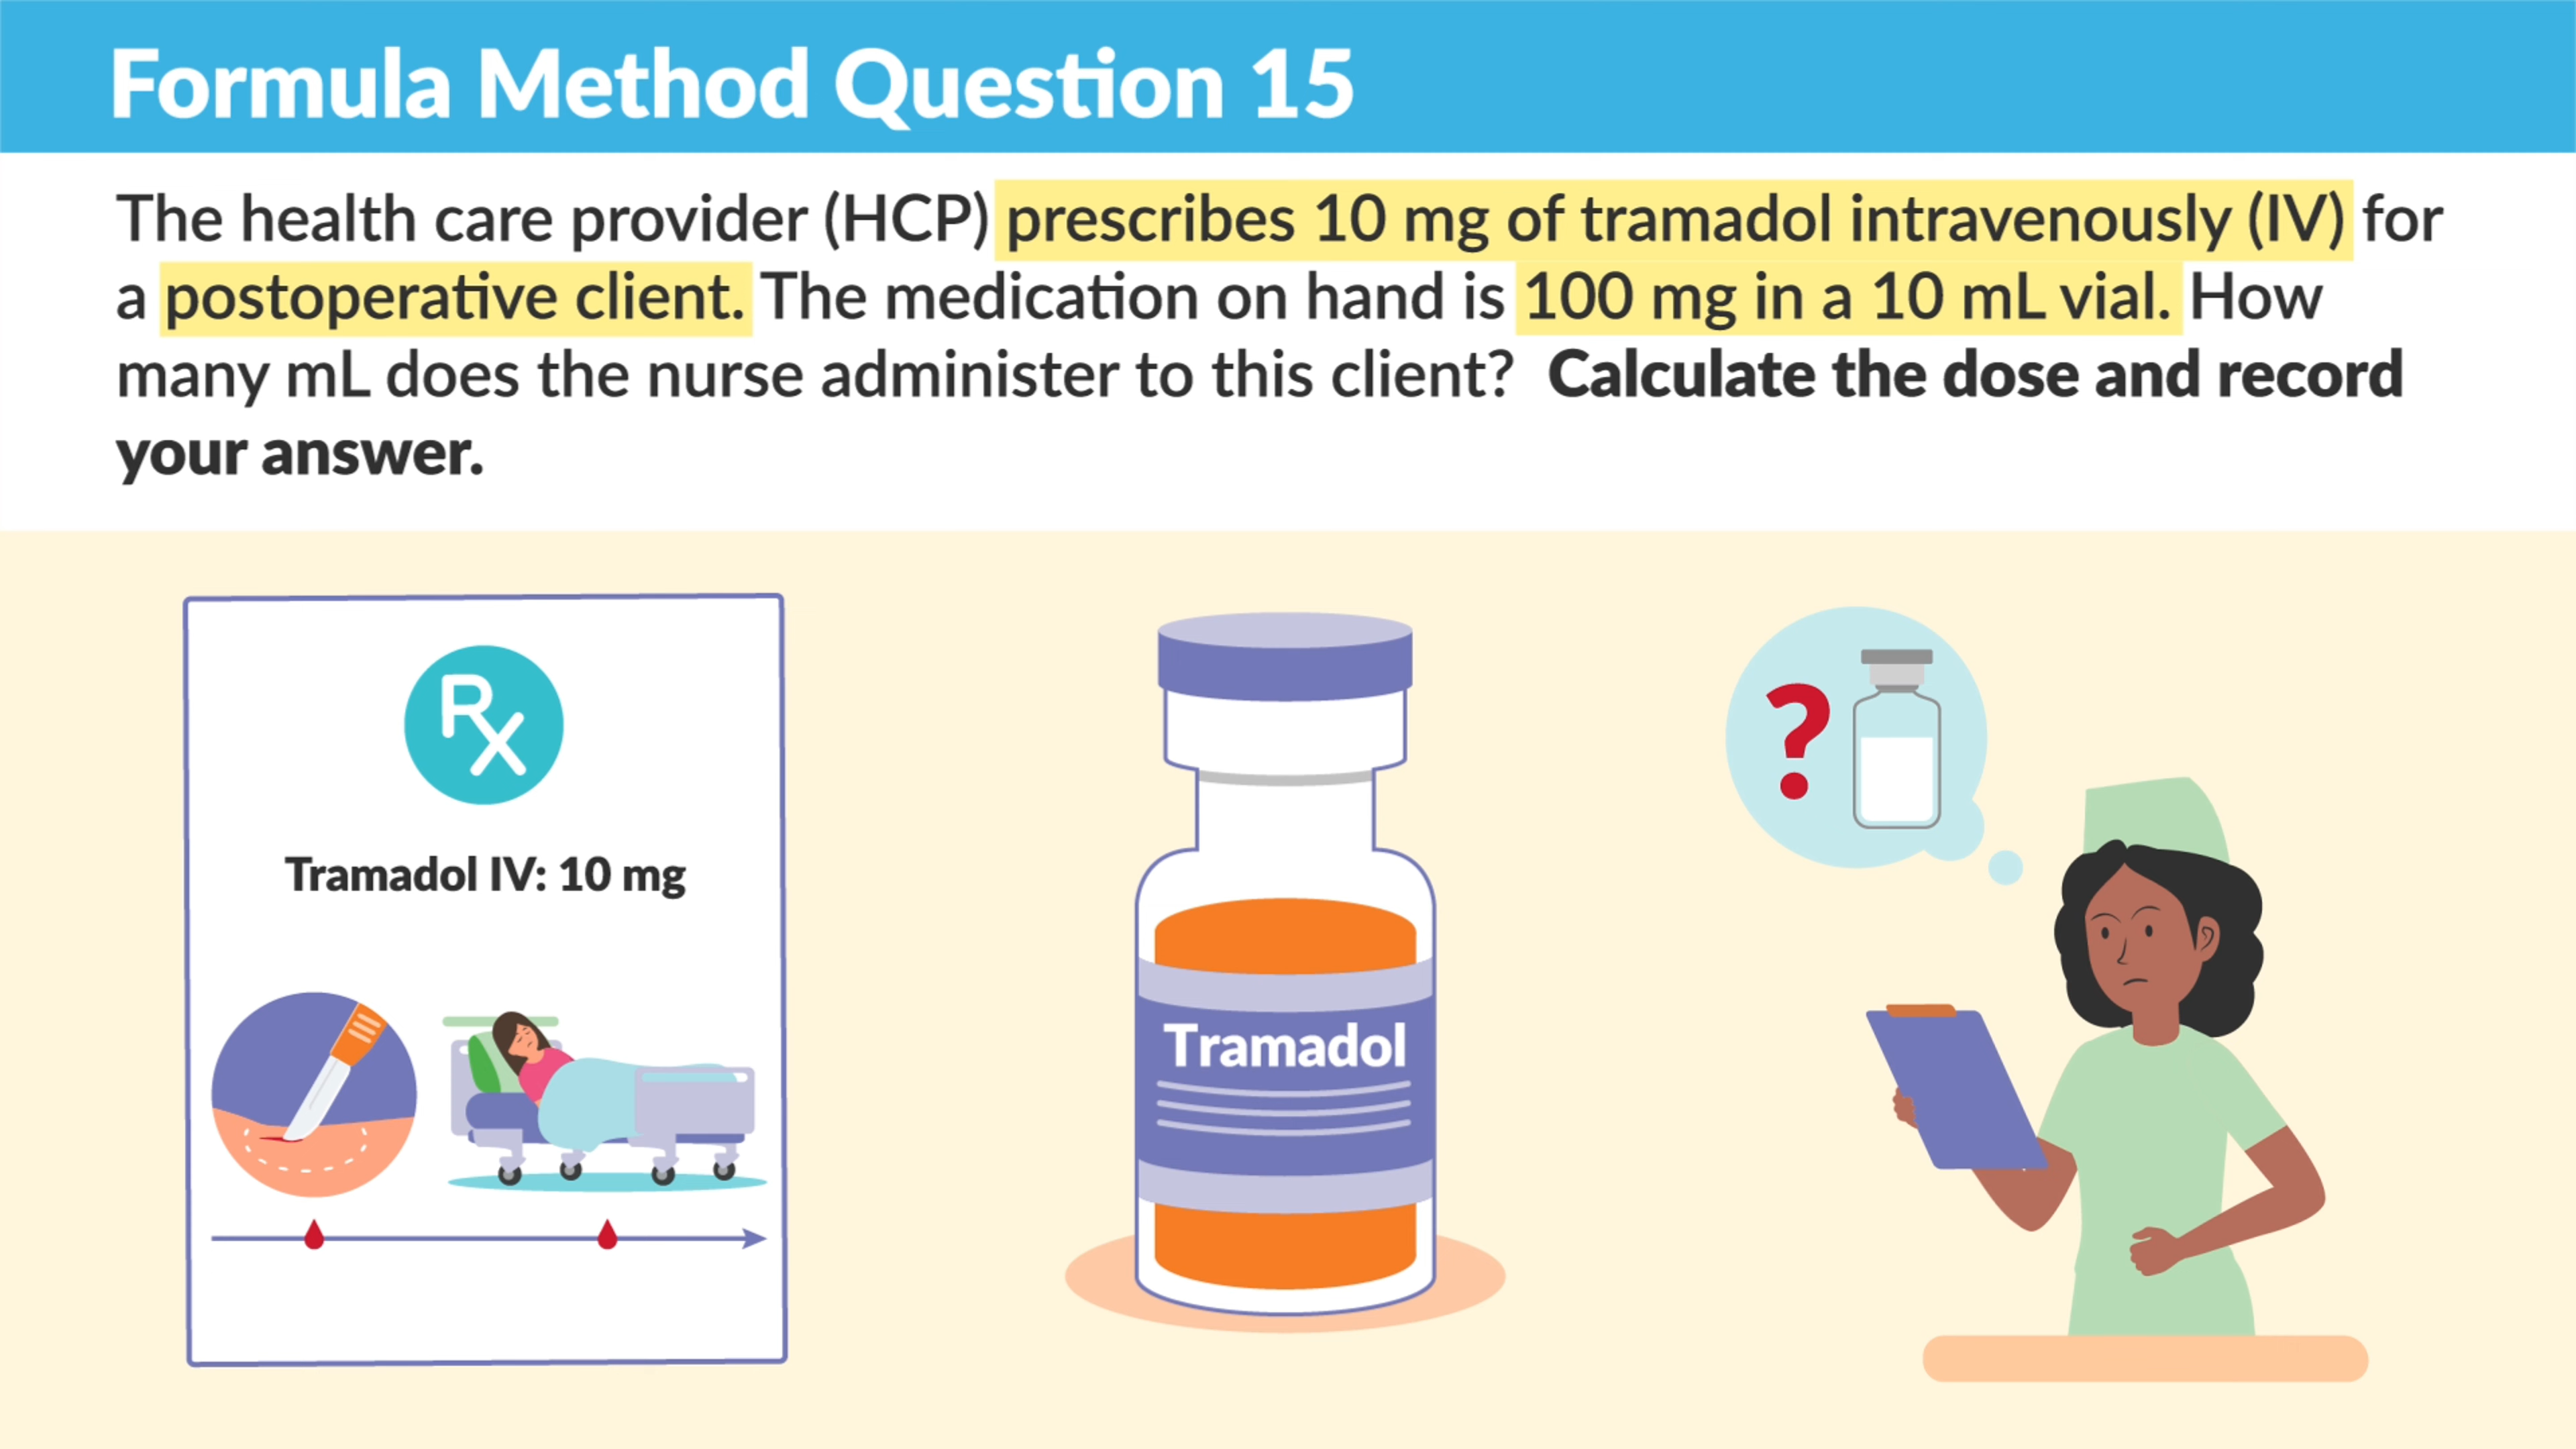 Formula Method Question 15
The health care provider (HCP) prescribes 10 mg of tramadol intravenously (IV) for
a postoperative client. The medication on hand is 100 mg in a 10 mL vial. How
many mL does the nurse administer to this client? Calculate the dose and record
your answer.
Rx
Tramadol IV: 10 mg
Tramadol
?